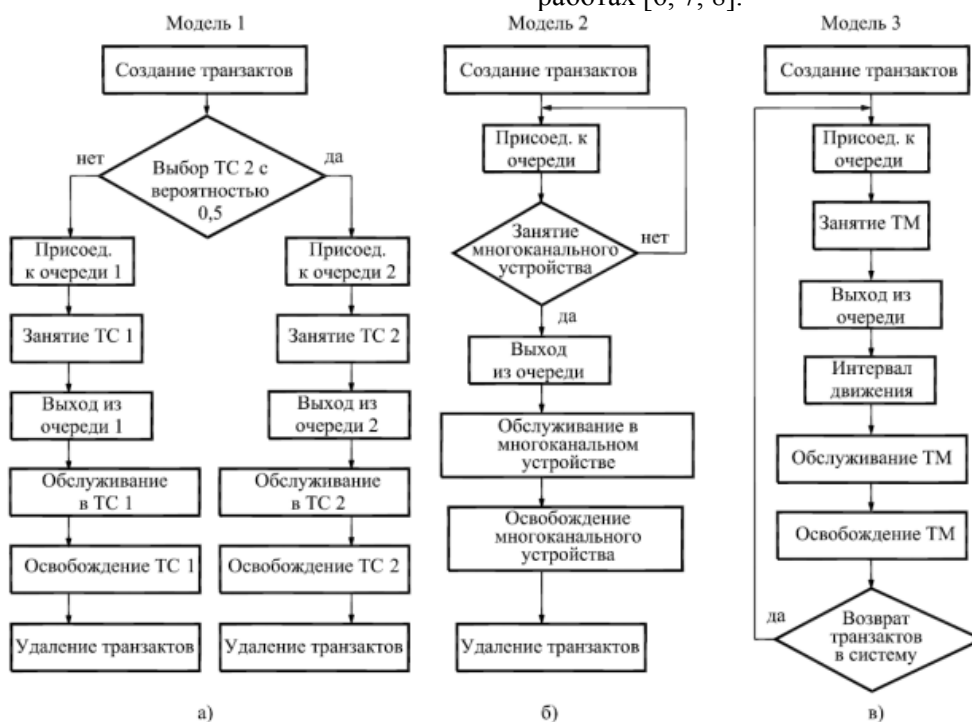 работах [6, 7, 8].
Модель 1
Создание транзактов
нет
да
Выбор ТС 2 с
вероятностью
0,5
Присоед.
к очереди 1
Присоед.
к очереди 2
Занятие ТС 1
Занятие ТС 2
Выход из
очереди 1
Выход из
очереди 2
Обслуживание
в ТС 1
Обслуживание
в ТС 2
Освобождение ТС 1
Освобождение ТС 2
Удаление транзактов
Удаление транзактов
а)
Модель 2
Создание транзактов
Присоед. к
очереди
Занятие
многоканального
устройства
нет
да
Выход
из очереди
Обслуживание в
многоканальном
устройстве
Освобождение
многоканального
устройства
Удаление транзактов
б)
Модель 3
Создание транзактов
Присоед. к
очереди
Занятие ТМ
Выход из
очереди
Интервал
движения
Обслуживание ТМ
Освобождение ТМ
да
Возврат
транзактов
в систему
в)